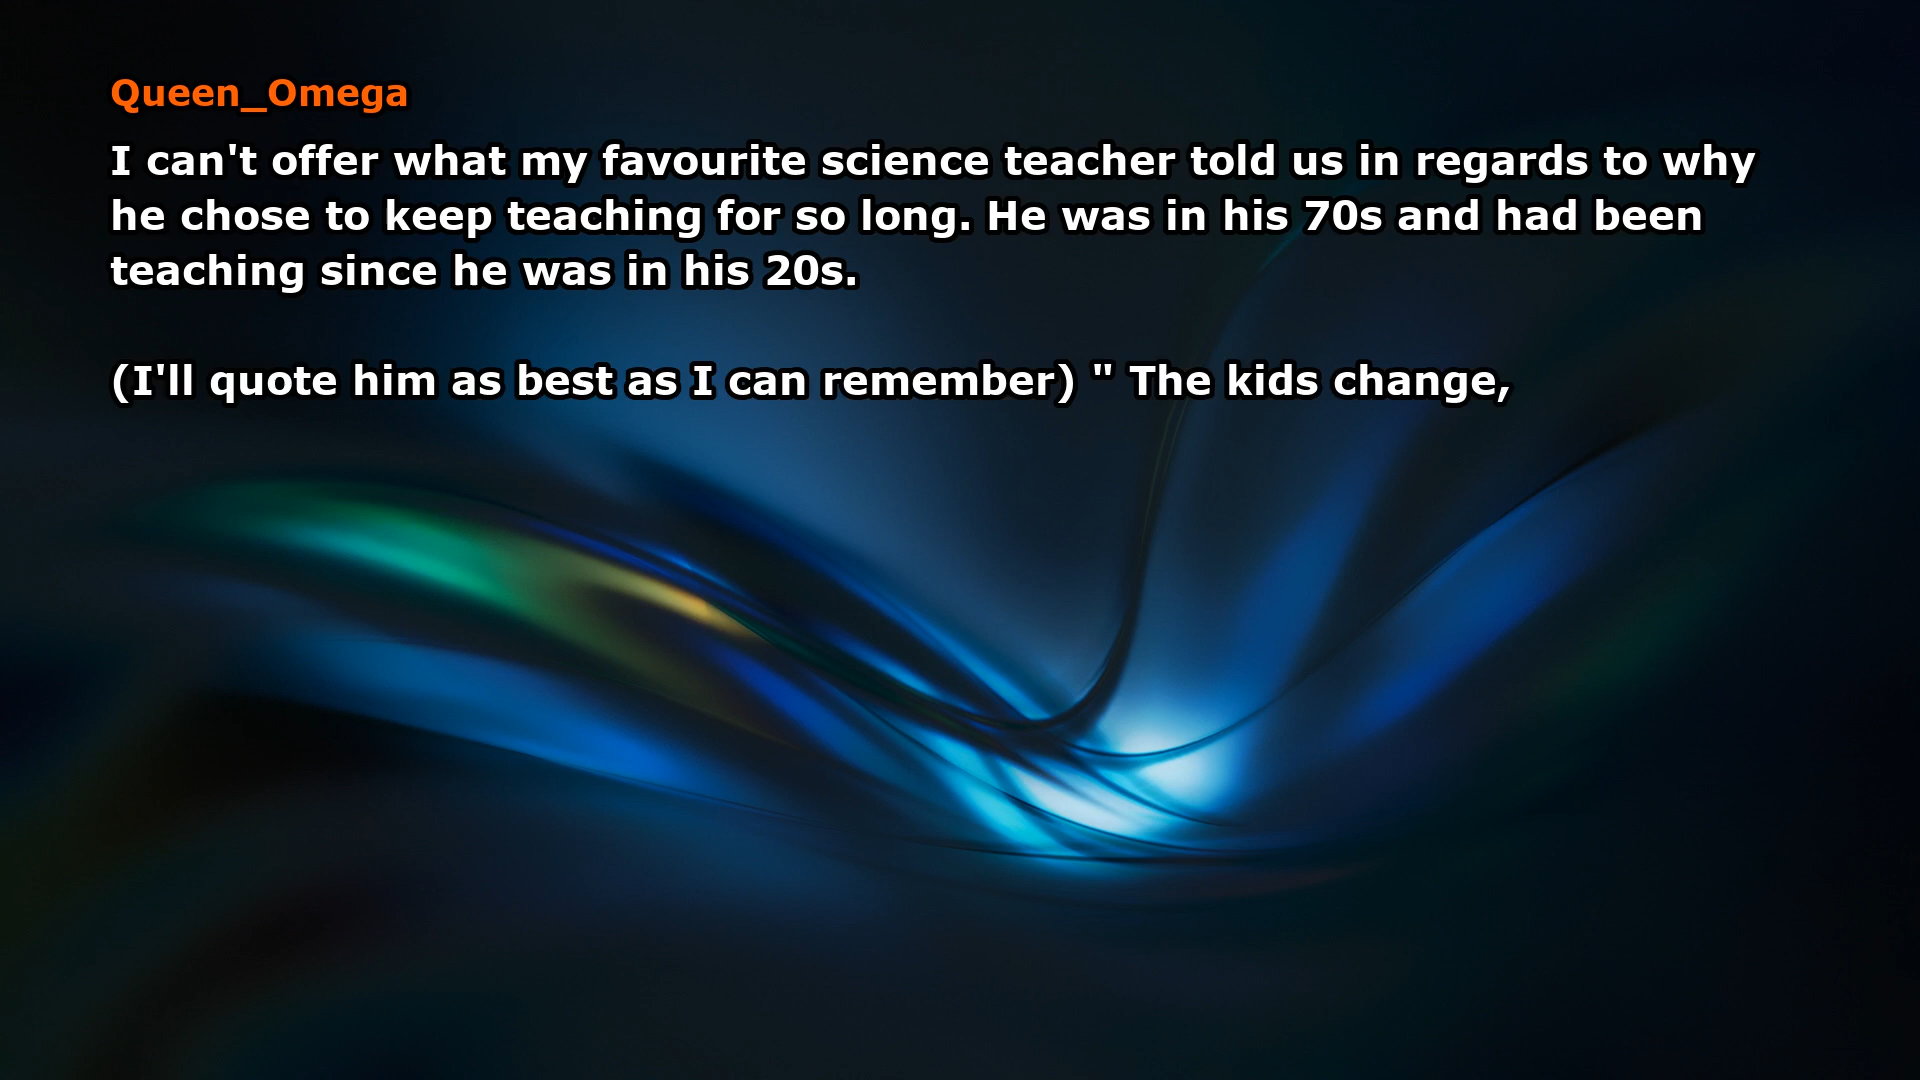 Queen_Omega
I can't offer what my favourite science teacher told us in regards to why
he chose to keep teaching for so long. He was in his 70s and had been
teaching since he was in his 20s.
(I'll quote him as best as I can remember) " The kids change,